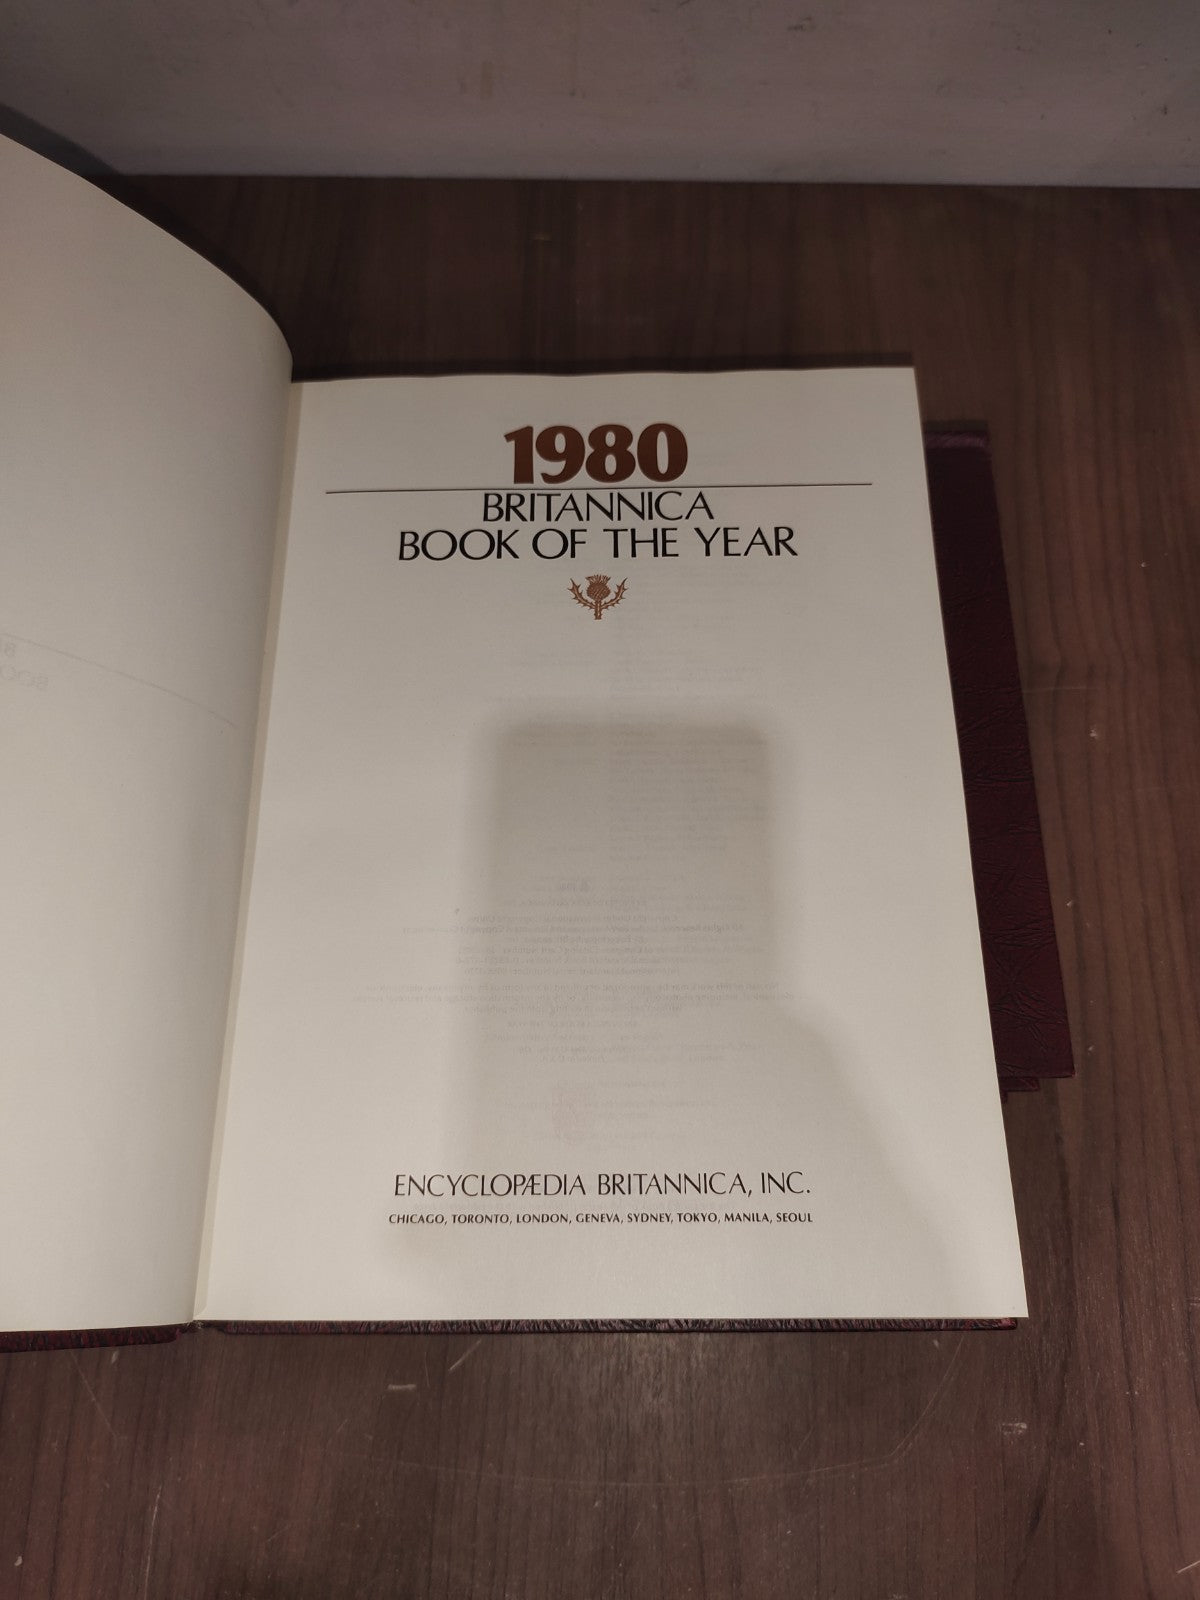 1980
BRITANNICA
BOOK OF THE YEAR
ENCYCLOPÆDIA BRITANNICA, INC.
CHICAGO, TORONTO, LONDON, GENEVA, SYDNEY, TOKYO, MANILA, SEOUL